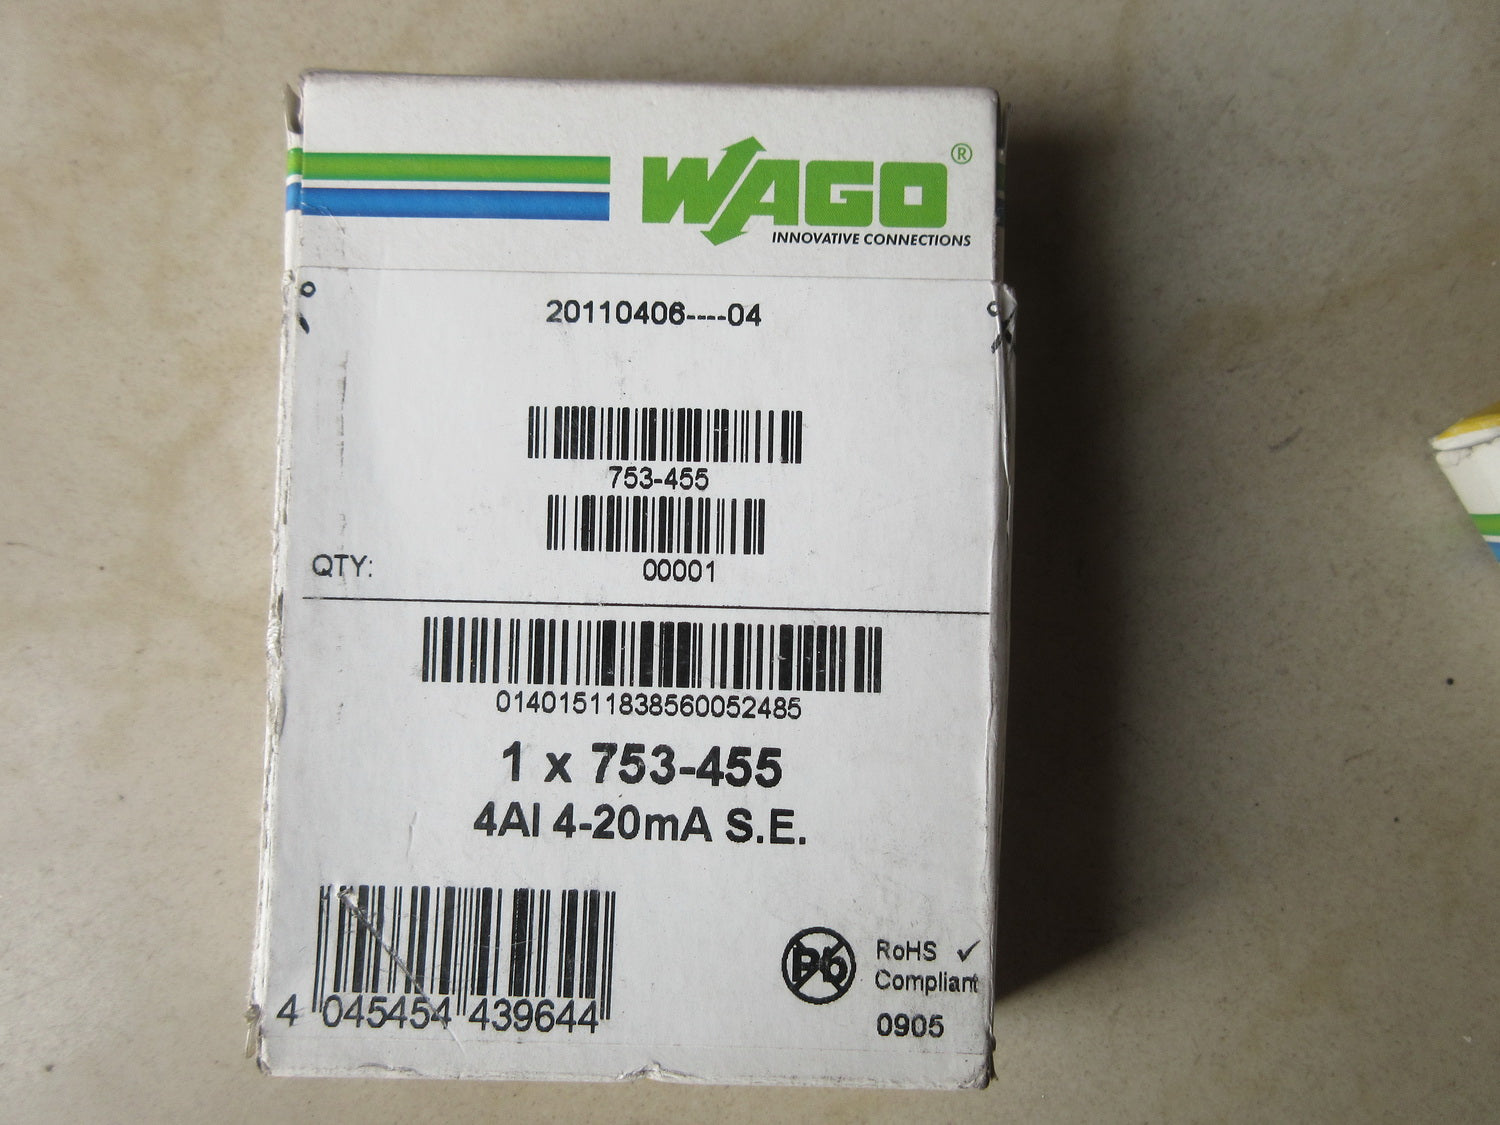 WAGO®
INNOVATIVE CONNECTIONS
20110406----04
753-455
QTY: 00001
01401511838560052485
1 x 753-455
4AI 4-20mA S.E.
Pb RoHS ✓
Compliant
0905
4 045454 439644